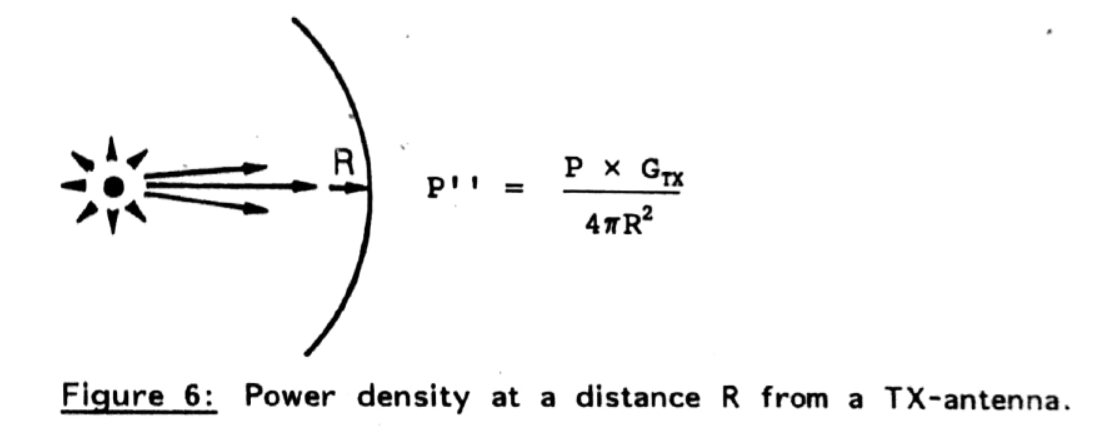 R
P'' = P × G_TX / 4πR²
Figure 6: Power density at a distance R from a TX-antenna.